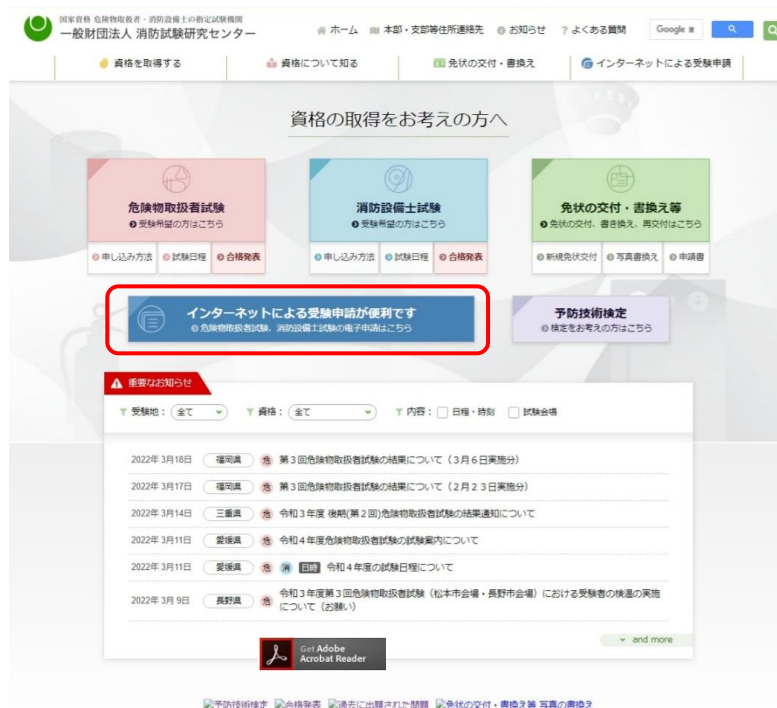 国家資格 危険物取扱者・消防設備士の指定試験機関
一般財団法人 消防試験研究センター
ホーム 本部・支部等住所連絡先 お知らせ ? よくある質問 Google
資格を取得する 資格について知る 免状の交付・書換え インターネットによる受験申請
資格の取得をお考えの方へ
危険物取扱者試験 消防設備士試験 免状の交付・書換え等
受験希望の方はこちら 受験希望の方はこちら 免状の交付、書き換え、再交付はこちら
申し込み方法 試験日程 合格発表 申し込み方法 試験日程 合格発表 新規免状交付 写真書換え 申請書
インターネットによる受験申請が便利です 予防技術検定
危険物取扱者試験、消防設備士試験の電子申請はこちら 検定をお考えの方はこちら
重要なお知らせ
受験地: 全て 資格: 全て 内容: 日程・時刻 試験会場
2022年 3月18日 福岡県 危 第3回危険物取扱者試験の結果について（3月6日実施分）
2022年 3月17日 福岡県 危 第3回危険物取扱者試験の結果について（2月23日実施分）
2022年 3月14日 三重県 危 令和3年度 後期(第2回)危険物取扱者試験の結果通知について
2022年 3月11日 愛媛県 危 令和4年度危険物取扱者試験の試験案内について
2022年 3月11日 愛媛県 危 消 日時 令和4年度の試験日程について
2022年 3月 9日 長野県 危 令和3年度第3回危険物取扱者試験（松本市会場・長野市会場）における受験者の検温の実施
について（お願い）
and more
Get Adobe
Acrobat Reader
予防技術検定 合格発表 過去に出題された問題 免状の交付・書換え等 写真の書換え